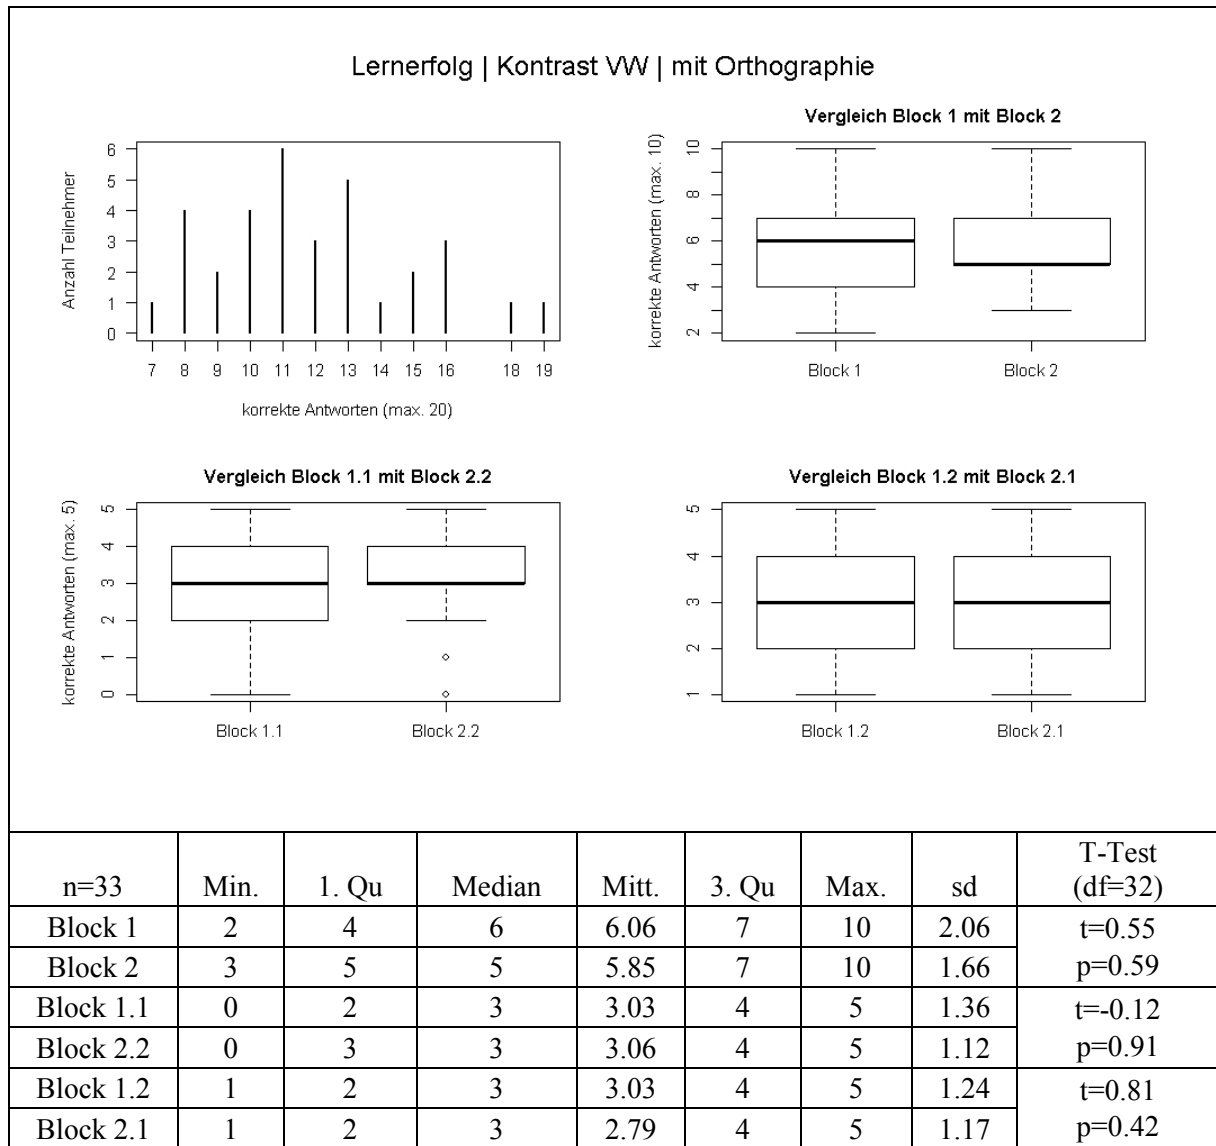 Lernerfolg | Kontrast VW | mit Orthographie
Anzahl Teilnehmer
6
5
4
3
2
1
0
7 8 9 10 11 12 13 14 15 16 18 19
korrekte Antworten (max. 20)
Vergleich Block 1 mit Block 2
korrekte Antworten (max. 10)
10
8
6
4
2
Block 1 Block 2
Vergleich Block 1.1 mit Block 2.2
korrekte Antworten (max. 5)
5
4
3
2
1
0
Block 1.1 Block 2.2
Vergleich Block 1.2 mit Block 2.1
5
4
3
2
1
Block 1.2 Block 2.1
n=33 Min. 1. Qu Median Mitt. 3. Qu Max. sd T-Test (df=32)
Block 1 2 4 6 6.06 7 10 2.06 t=0.55
Block 2 3 5 5 5.85 7 10 1.66 p=0.59
Block 1.1 0 2 3 3.03 4 5 1.36 t=-0.12
Block 2.2 0 3 3 3.06 4 5 1.12 p=0.91
Block 1.2 1 2 3 3.03 4 5 1.24 t=0.81
Block 2.1 1 2 3 2.79 4 5 1.17 p=0.42